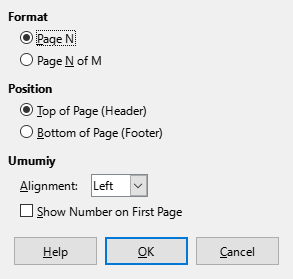 Format
Page N
Page N of M
Position
Top of Page (Header)
Bottom of Page (Footer)
Umumiy
Alignment: Left
Show Number on First Page
Help OK Cancel